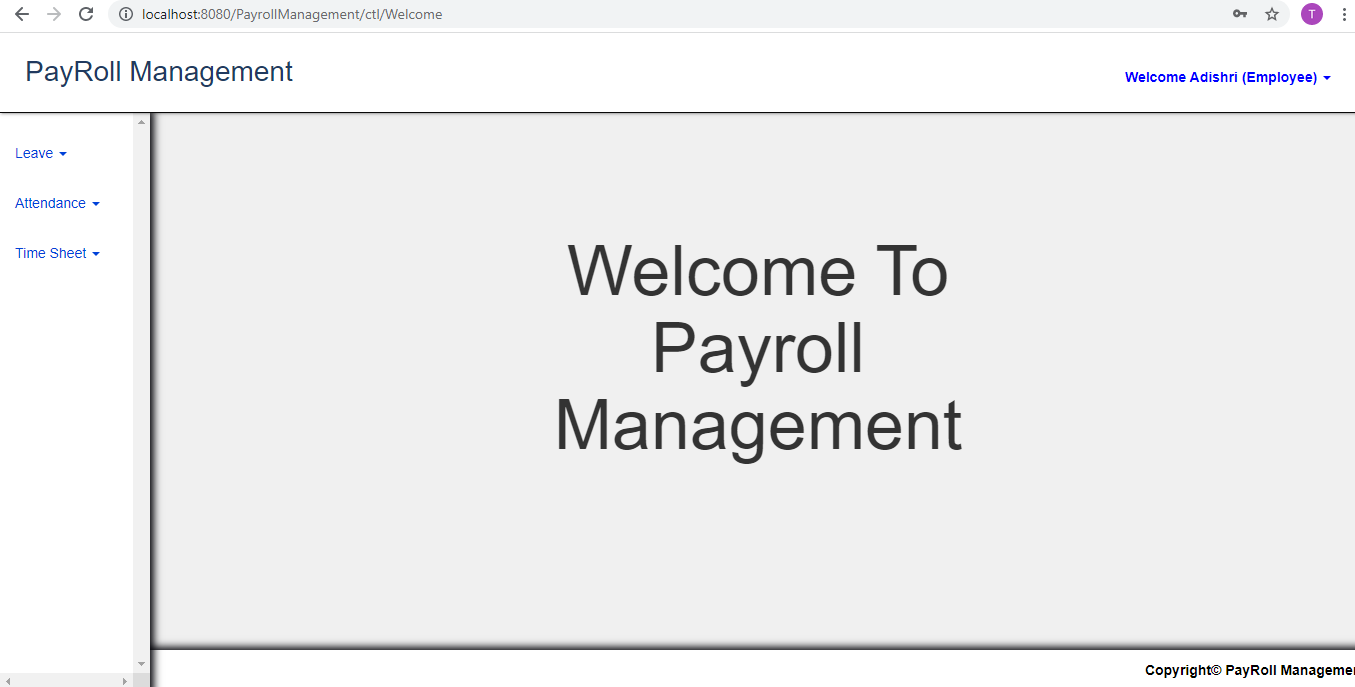 localhost:8080/PayrollManagement/ctl/Welcome
T
PayRoll Management
Welcome Adishri (Employee)
Leave
Attendance
Time Sheet
Welcome To
Payroll
Management
Copyright© PayRoll Managemen